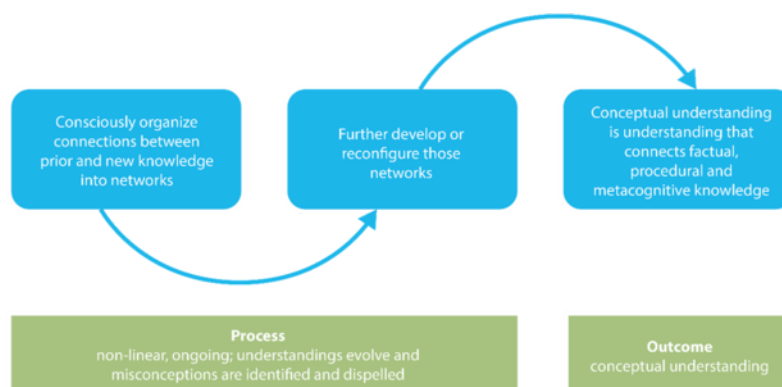 Consciously organize
connections between
prior and new knowledge
into networks
Further develop or
reconfigure those
networks
Conceptual understanding
is understanding that
connects factual,
procedural and
metacognitive knowledge
Process
non-linear, ongoing; understandings evolve and
misconceptions are identified and dispelled
Outcome
conceptual understanding